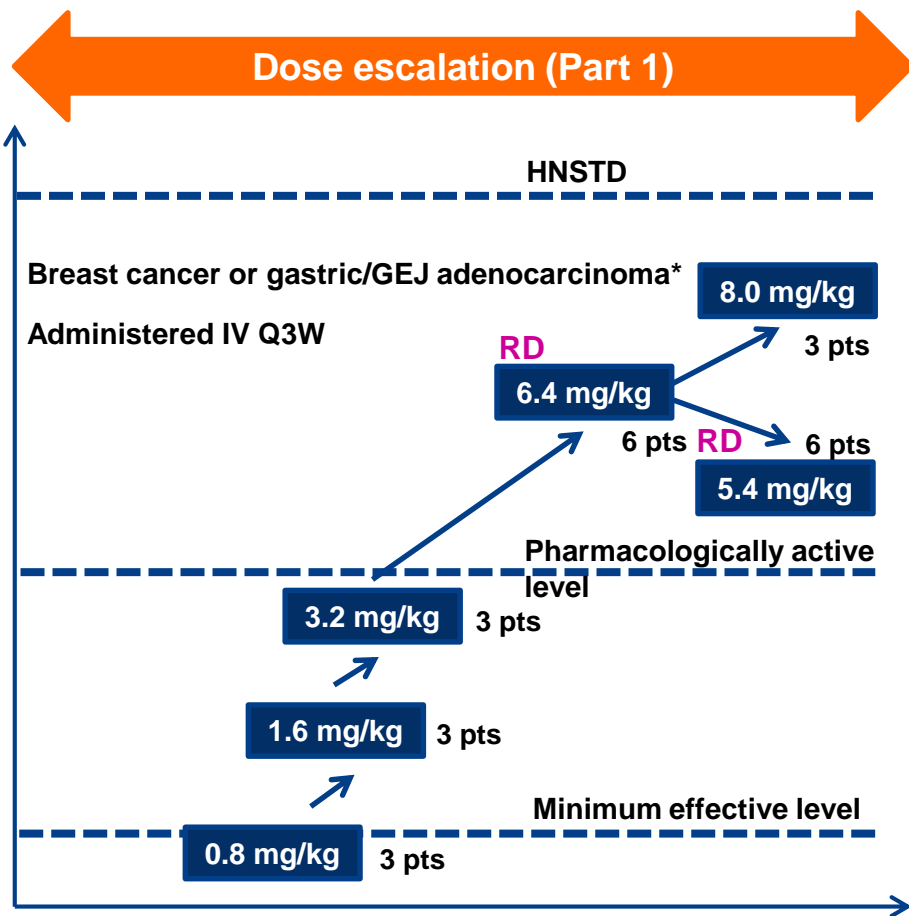 Dose escalation (Part 1)
HNSTD
Breast cancer or gastric/GEJ adenocarcinoma*
8.0 mg/kg
Administered IV Q3W
3 pts
RD
6.4 mg/kg
6 pts
RD
6 pts
5.4 mg/kg
Pharmacologically active
level
3.2 mg/kg
3 pts
1.6 mg/kg
3 pts
Minimum effective level
0.8 mg/kg
3 pts